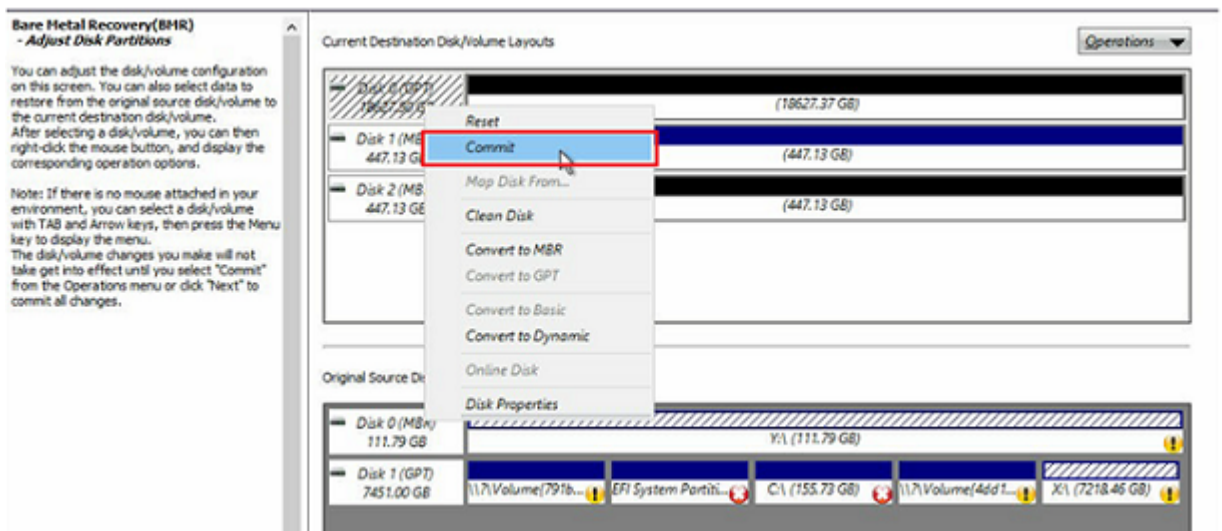 Bare Metal Recovery(BMR)
- Adjust Disk Partitions
You can adjust the disk/volume configuration
on this screen. You can also select data to
restore from the original source disk/volume to
the current destination disk/volume.
After selecting a disk/volume, you can then
right-click the mouse button, and display the
corresponding operation options.
Note: If there is no mouse attached in your
environment, you can select a disk/volume
with TAB and Arrow keys, then press the Menu
key to display the menu.
The disk/volume changes you make will not
take get into effect until you select "Commit"
from the Operations menu or click "Next" to
commit all changes.
Current Destination Disk/Volume Layouts
Operations
Disk 0 (GPT)
(18627.37 GB)
Disk 1 (MB
447.13 G
(447.13 GB)
Disk 2 (MB
447.13 GB
(447.13 GB)
Reset
Commit
Map Disk From...
Clean Disk
Convert to MBR
Convert to GPT
Convert to Basic
Convert to Dynamic
Online Disk
Disk Properties
Original Source Di
Disk 0 (MBR)
111.79 GB
Y:\ (111.79 GB)
Disk 1 (GPT)
7451.00 GB
\\?\Volume{791b...
EFI System Partiti...
C:\ (155.73 GB)
\\?\Volume{4dd1...
X:\ (7218.46 GB)